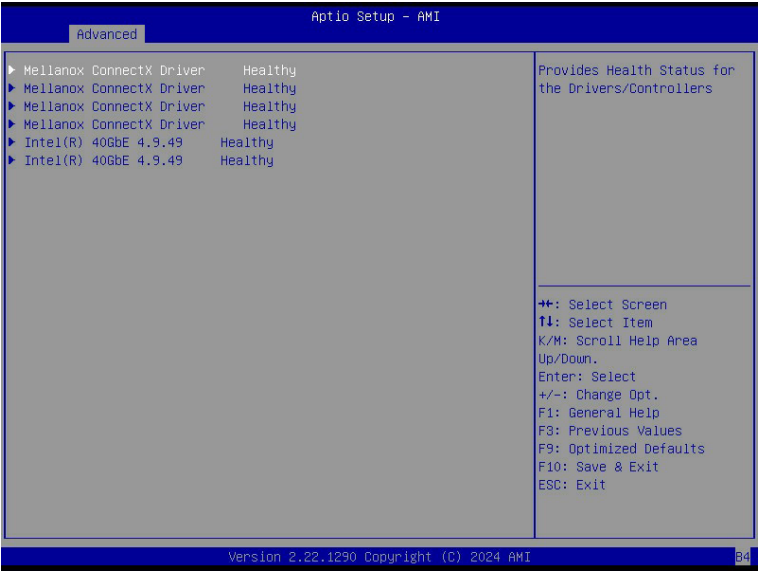 Aptio Setup – AMI
Advanced
Mellanox ConnectX Driver Healthy
Mellanox ConnectX Driver Healthy
Mellanox ConnectX Driver Healthy
Mellanox ConnectX Driver Healthy
Intel(R) 40GbE 4.9.49 Healthy
Intel(R) 40GbE 4.9.49 Healthy
Provides Health Status for
the Drivers/Controllers
→←: Select Screen
↑↓: Select Item
K/M: Scroll Help Area
Up/Down.
Enter: Select
+/-: Change Opt.
F1: General Help
F3: Previous Values
F9: Optimized Defaults
F10: Save & Exit
ESC: Exit
Version 2.22.1290 Copyright (C) 2024 AMI
B4